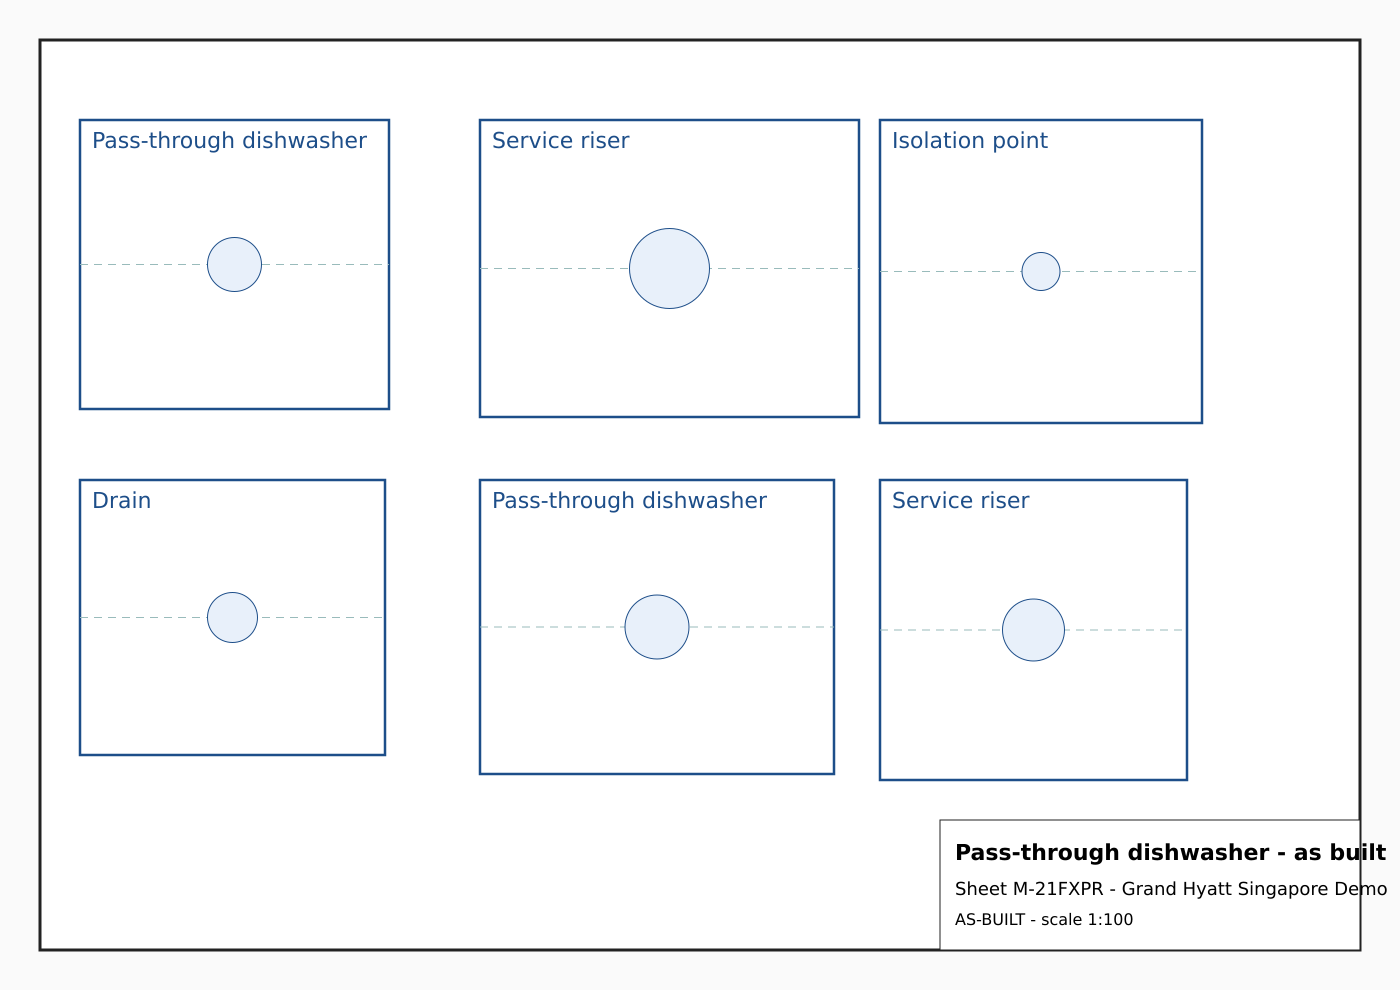 Pass-through dishwasher
Service riser
Isolation point
Drain
Pass-through dishwasher
Service riser
Pass-through dishwasher - as built
Sheet M-21FXPR - Grand Hyatt Singapore Demo
AS-BUILT - scale 1:100